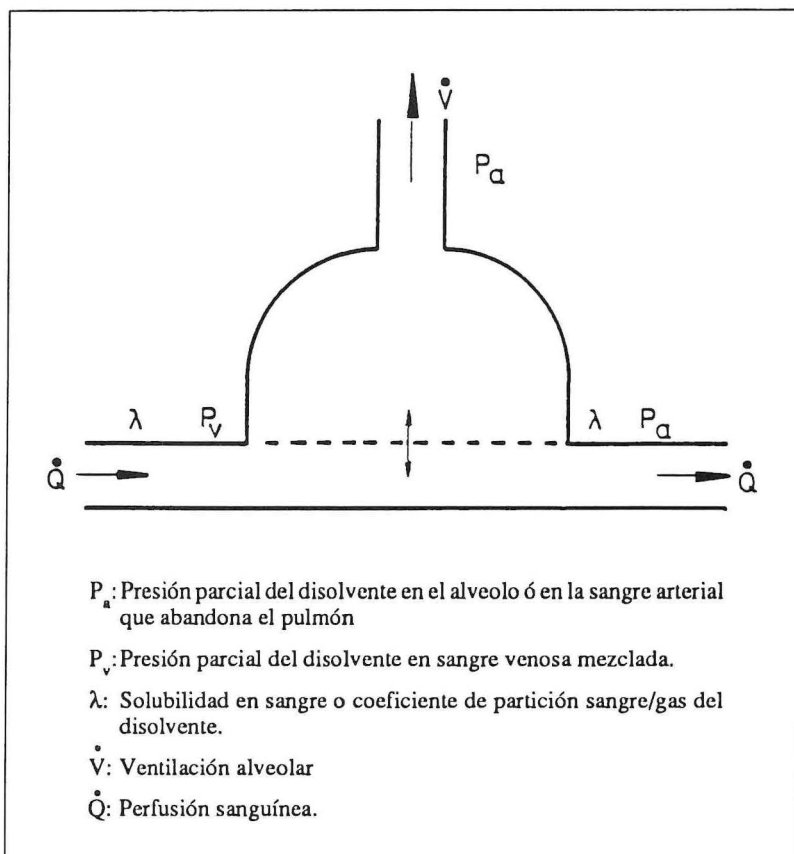 V̇
Pₐ
λ Pᵥ λ Pₐ
Q̇ Q̇
Pₐ: Presión parcial del disolvente en el alveolo ó en la sangre arterial
que abandona el pulmón
Pᵥ: Presión parcial del disolvente en sangre venosa mezclada.
λ: Solubilidad en sangre o coeficiente de partición sangre/gas del
disolvente.
V̇: Ventilación alveolar
Q̇: Perfusión sanguínea.